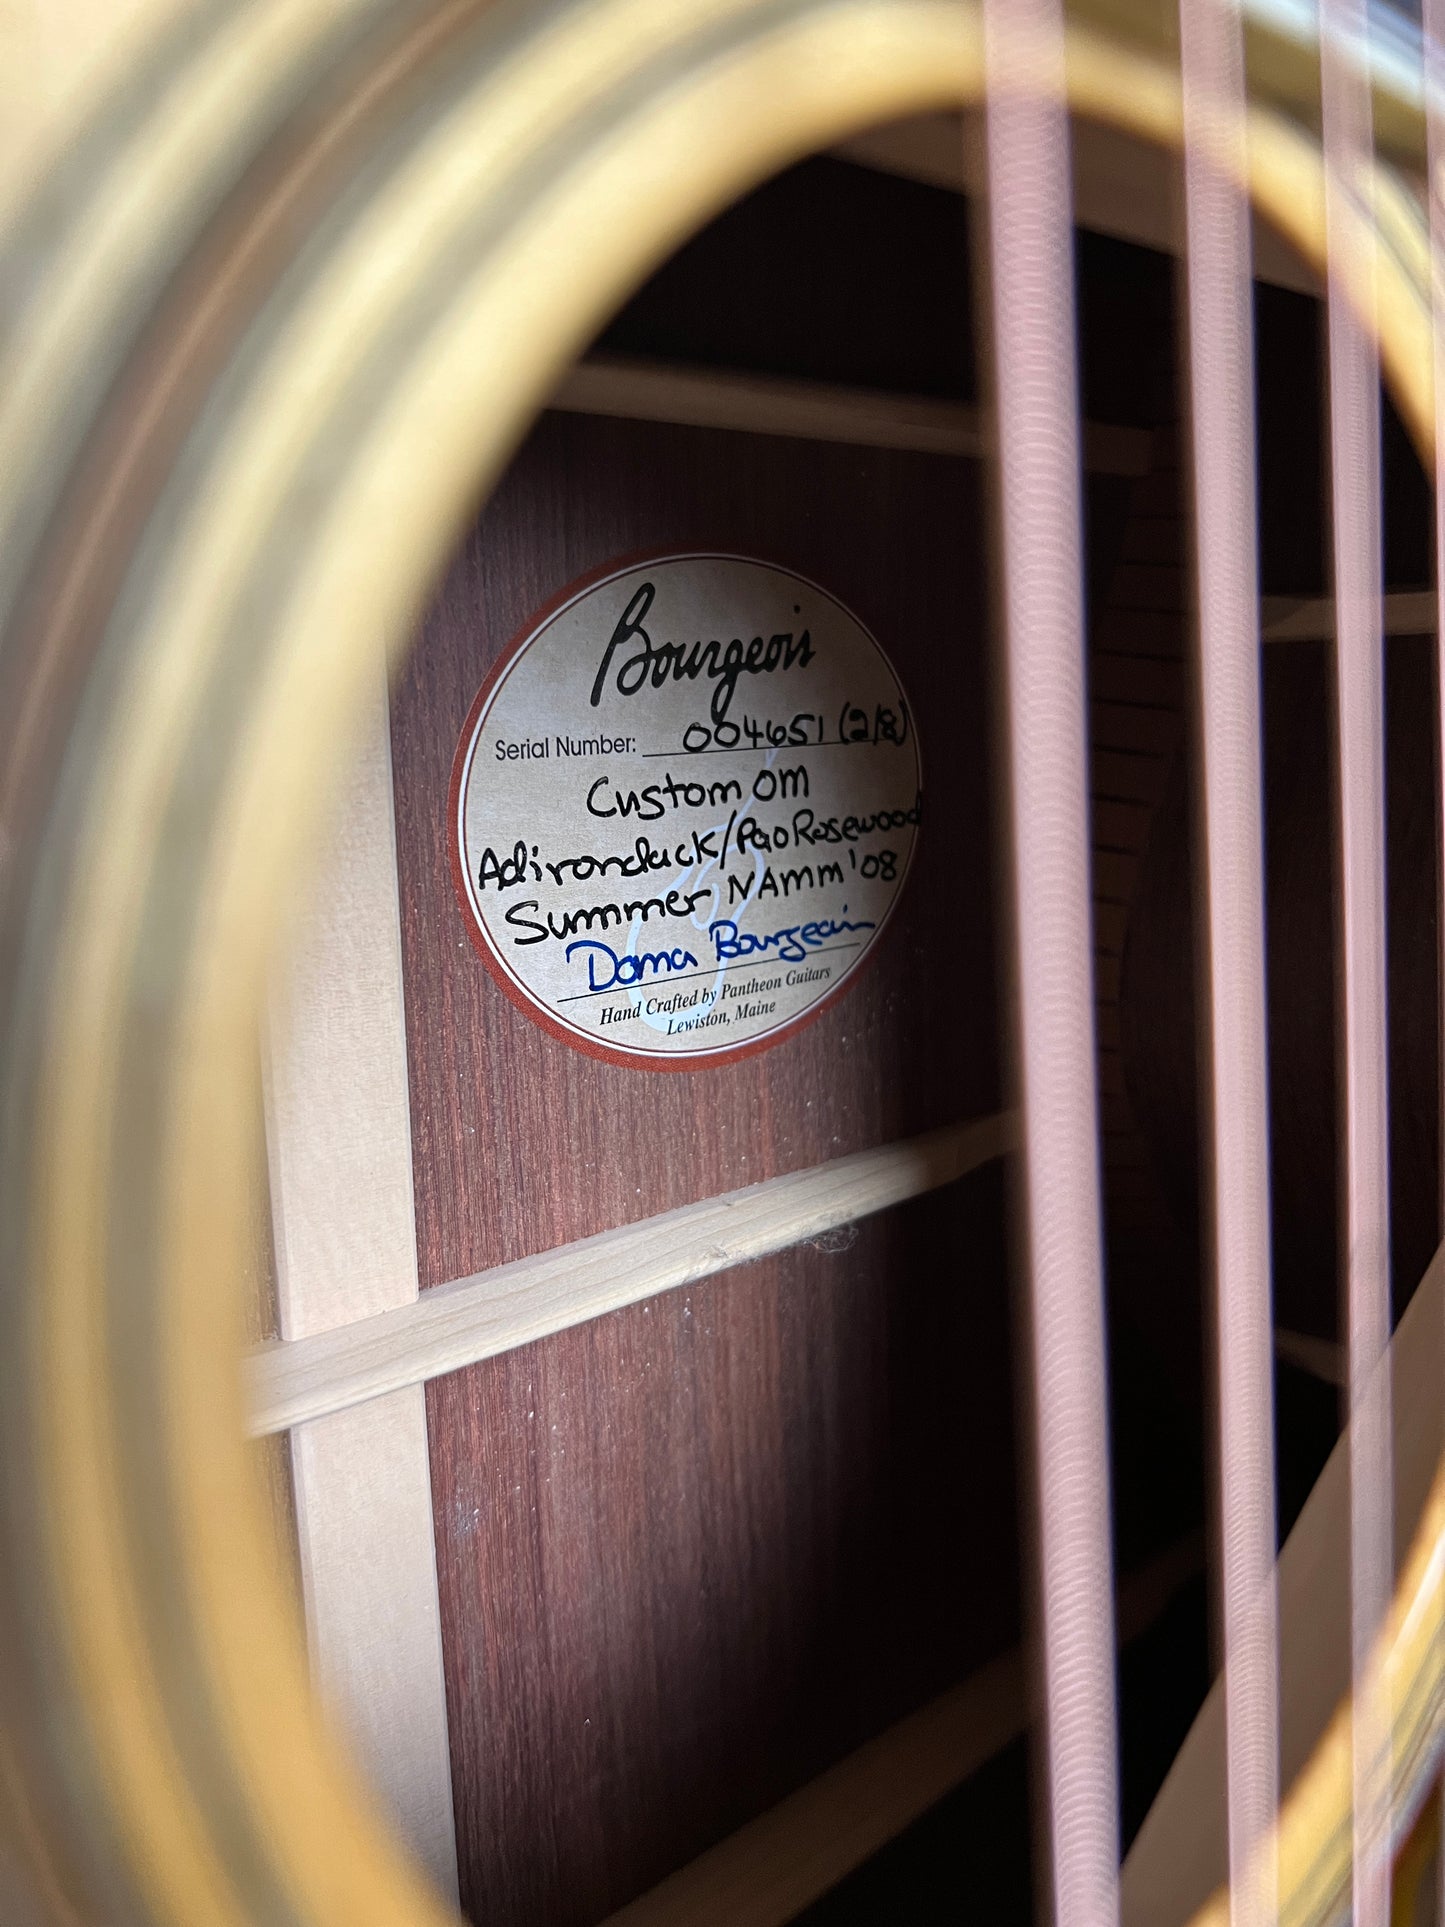 Bourgeois
Serial Number: 004651 (2/8)
Custom OM
Adirondack/Pao Rosewood
Summer NAMM '08
Dana Bourgeois
Hand Crafted by Pantheon Guitars
Lewiston, Maine